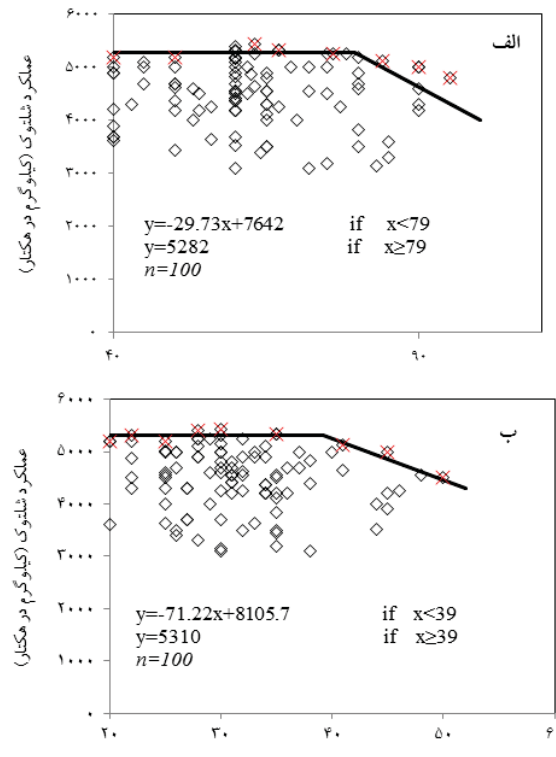 الف
عملکرد شلتوک (کیلوگرم در هکتار)
۶۰۰۰
۵۰۰۰
۴۰۰۰
۳۰۰۰
۲۰۰۰
۱۰۰۰
۰
y=-29.73x+7642 if x<79
y=5282 if x≥79
n=100
۴۰ ۹۰
ب
عملکرد شلتوک (کیلوگرم در هکتار)
۶۰۰۰
۵۰۰۰
۴۰۰۰
۳۰۰۰
۲۰۰۰
۱۰۰۰
۰
y=-71.22x+8105.7 if x<39
y=5310 if x≥39
n=100
۲۰ ۳۰ ۴۰ ۵۰ ۶